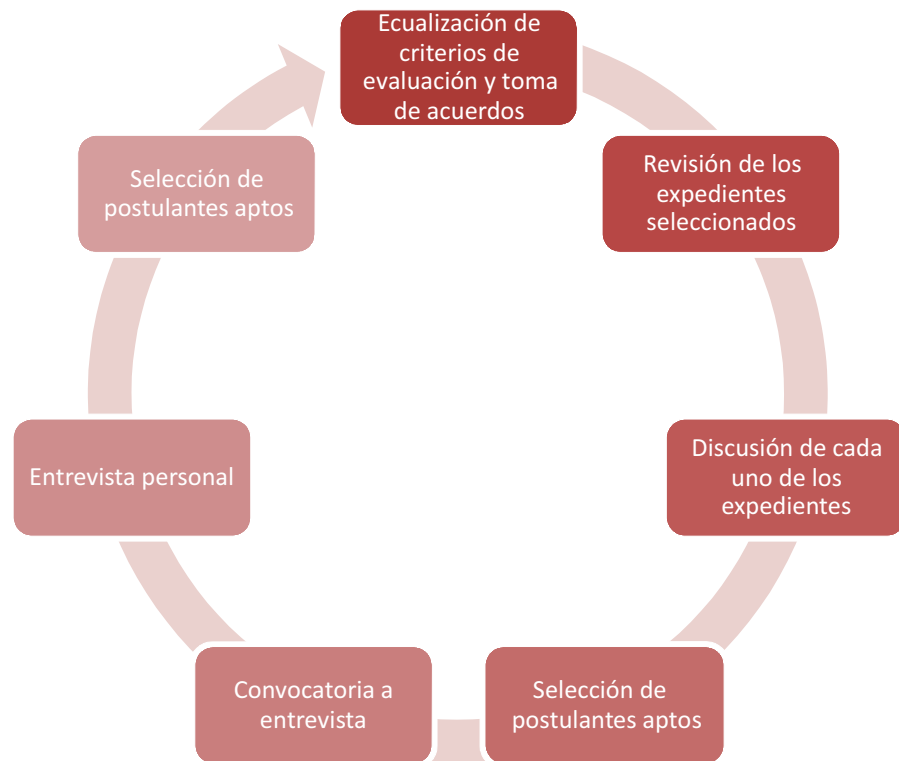 Ecualización de
criterios de
evaluación y toma
de acuerdos
Revisión de los
expedientes
seleccionados
Discusión de cada
uno de los
expedientes
Selección de
postulantes aptos
Convocatoria a
entrevista
Entrevista personal
Selección de
postulantes aptos